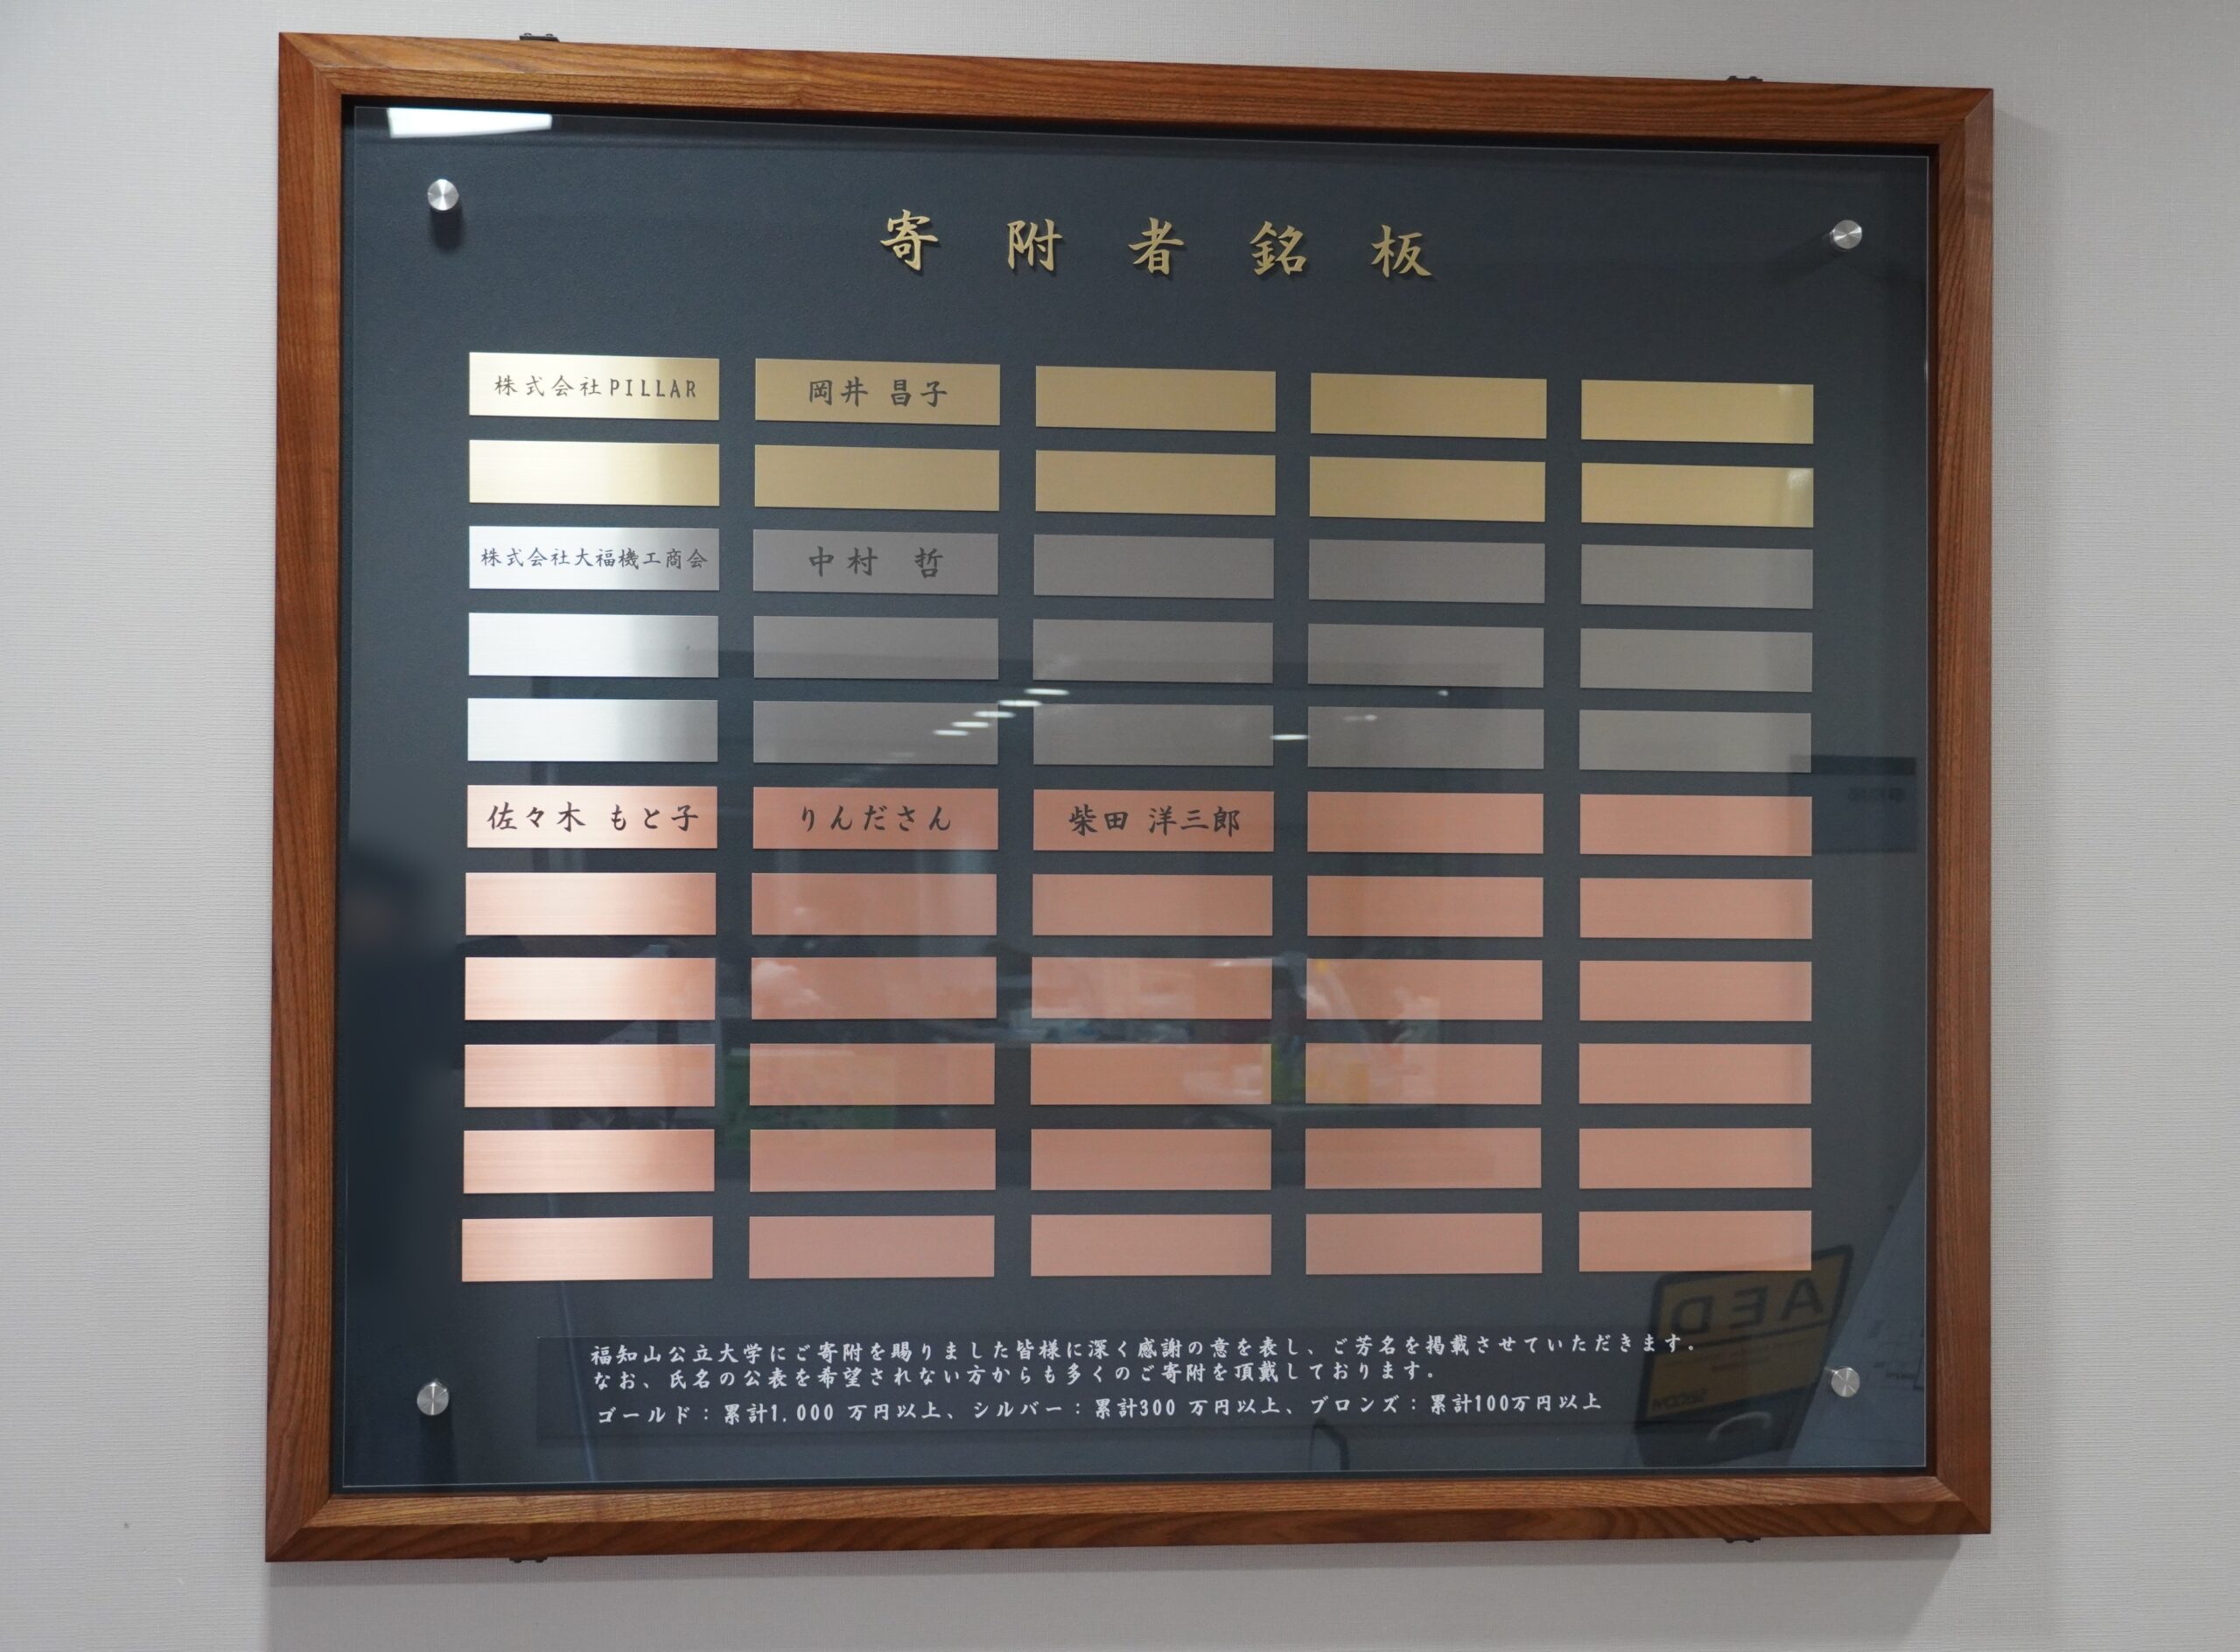 寄附者銘板
株式会社PILLAR 岡井 昌子
株式会社大福機工商会 中村 哲
佐々木 もと子 りんださん 柴田 洋三郎
福知山公立大学にご寄附を賜りました皆様に深く感謝の意を表し、ご芳名を掲載させていただきます。
なお、氏名の公表を希望されない方からも多くのご寄附を頂戴しております。
ゴールド：累計1,000 万円以上、シルバー：累計300 万円以上、ブロンズ：累計100万円以上
AED